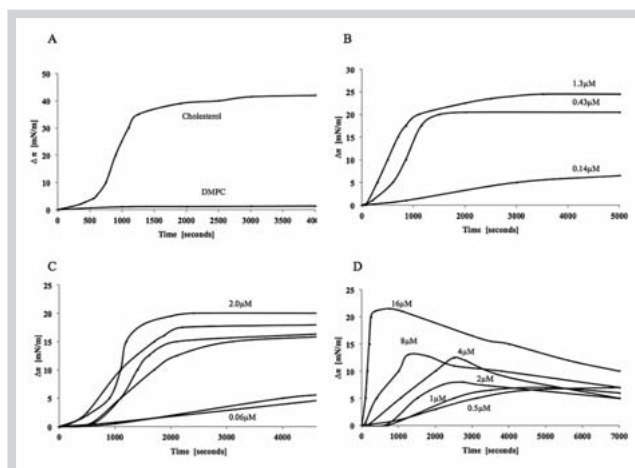 A
Δ π [mN/m]
50
40
30
20
10
0
Cholesterol
DMPC
0 500 1000 1500 2000 2500 3000 3500 4000
Time [seconds]
B
Δ π [mN/m]
30
25
20
15
10
5
0
1.3μM
0.43μM
0.14μM
0 1000 2000 3000 4000 5000
Time [seconds]
C
Δπ [mN/m]
25
20
15
10
5
0
2.0μM
0.06μM
0 1000 2000 3000 4000
Time [seconds]
D
Δπ [mN/m]
25
20
15
10
5
0
16μM
8μM
4μM
2μM
1μM
0.5μM
0 1000 2000 3000 4000 5000 6000 7000
Time [seconds]